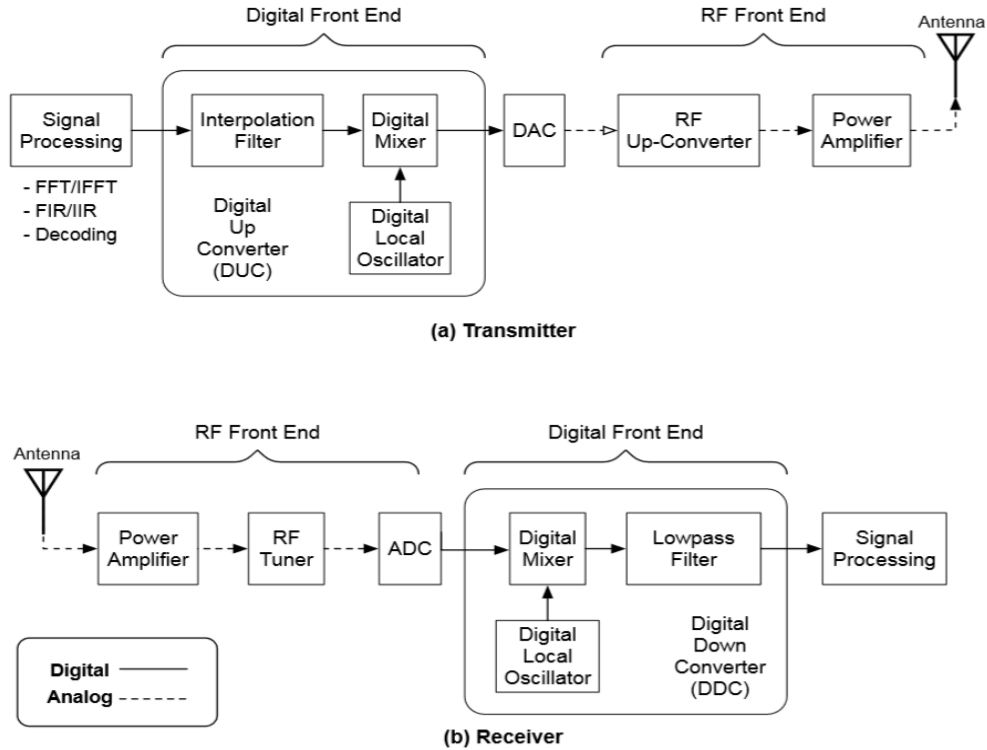 Digital Front End
RF Front End
Antenna
Signal
Processing
Interpolation
Filter
Digital
Mixer
DAC
RF
Up-Converter
Power
Amplifier
- FFT/IFFT
- FIR/IIR
- Decoding
Digital
Up
Converter
(DUC)
Digital
Local
Oscillator
(a) Transmitter
RF Front End
Digital Front End
Antenna
Power
Amplifier
RF
Tuner
ADC
Digital
Mixer
Lowpass
Filter
Signal
Processing
Digital
Local
Oscillator
Digital
Down
Converter
(DDC)
Digital
Analog
(b) Receiver